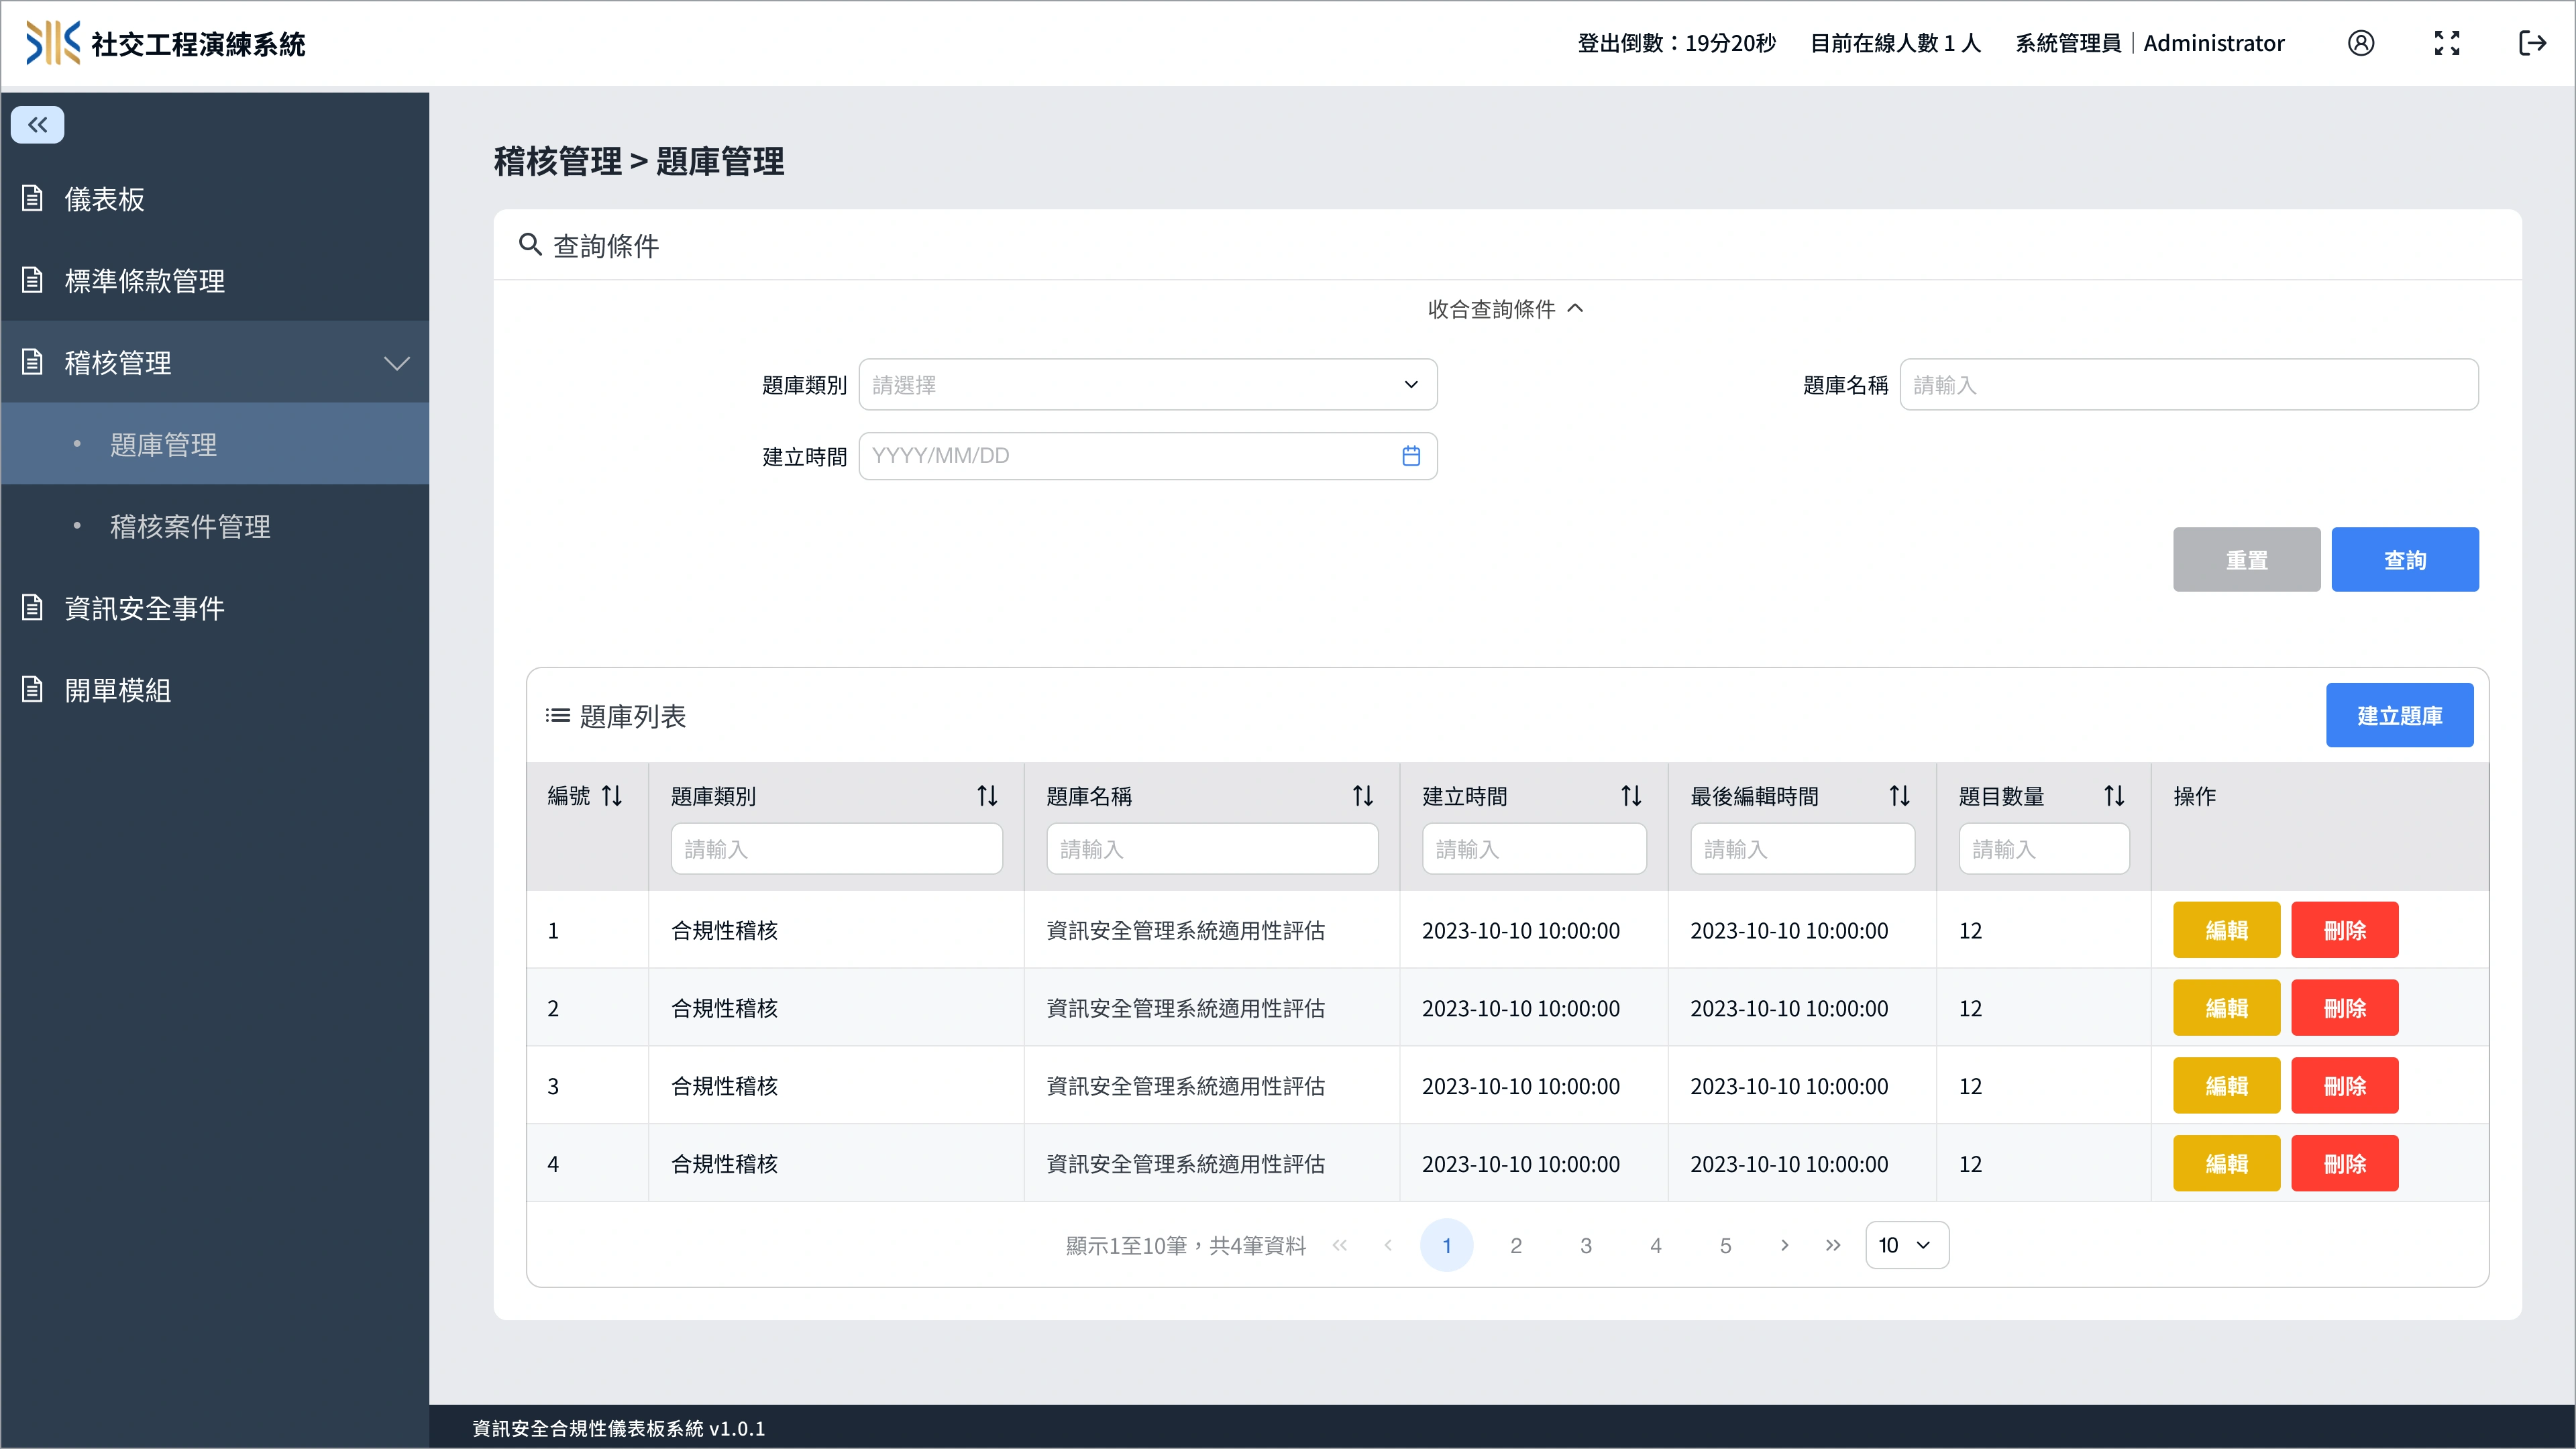 社交工程演練系統
登出倒數：19分20秒 目前在線人數 1 人 系統管理員｜Administrator
儀表板
標準條款管理
稽核管理
• 題庫管理
• 稽核案件管理
資訊安全事件
開單模組
稽核管理 > 題庫管理
查詢條件
收合查詢條件
題庫類別 請選擇 題庫名稱 請輸入
建立時間 YYYY/MM/DD
重置 查詢
題庫列表 建立題庫
編號 題庫類別 題庫名稱 建立時間 最後編輯時間 題目數量 操作
請輸入 請輸入 請輸入 請輸入 請輸入
1 合規性稽核 資訊安全管理系統適用性評估 2023-10-10 10:00:00 2023-10-10 10:00:00 12 編輯 刪除
2 合規性稽核 資訊安全管理系統適用性評估 2023-10-10 10:00:00 2023-10-10 10:00:00 12 編輯 刪除
3 合規性稽核 資訊安全管理系統適用性評估 2023-10-10 10:00:00 2023-10-10 10:00:00 12 編輯 刪除
4 合規性稽核 資訊安全管理系統適用性評估 2023-10-10 10:00:00 2023-10-10 10:00:00 12 編輯 刪除
顯示1至10筆，共4筆資料 1 2 3 4 5 10
資訊安全合規性儀表板系統 v1.0.1